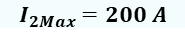 I2Max = 200 A